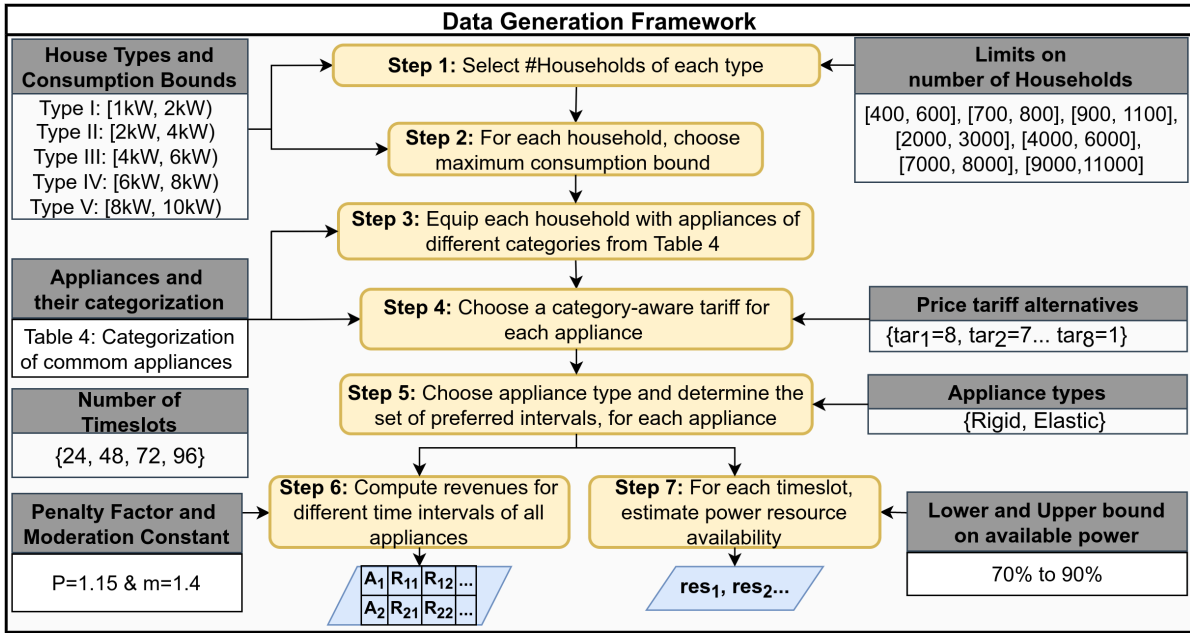 Data Generation Framework
House Types and
Consumption Bounds
Type I: [1kW, 2kW)
Type II: [2kW, 4kW)
Type III: [4kW, 6kW)
Type IV: [6kW, 8kW)
Type V: [8kW, 10kW)
Step 1: Select #Households of each type
Limits on
number of Households
[400, 600], [700, 800], [900, 1100],
[2000, 3000], [4000, 6000],
[7000, 8000], [9000,11000]
Step 2: For each household, choose
maximum consumption bound
Step 3: Equip each household with appliances of
different categories from Table 4
Appliances and
their categorization
Table 4: Categorization
of commom appliances
Step 4: Choose a category-aware tariff for
each appliance
Price tariff alternatives
{tar1=8, tar2=7... tar8=1}
Step 5: Choose appliance type and determine the
set of preferred intervals, for each appliance
Appliance types
{Rigid, Elastic}
Number of
Timeslots
{24, 48, 72, 96}
Step 6: Compute revenues for
different time intervals of all
appliances
Step 7: For each timeslot,
estimate power resource
availability
Penalty Factor and
Moderation Constant
P=1.15 & m=1.4
Lower and Upper bound
on available power
70% to 90%
A1 R11 R12 ...
A2 R21 R22 ...
res1, res2...